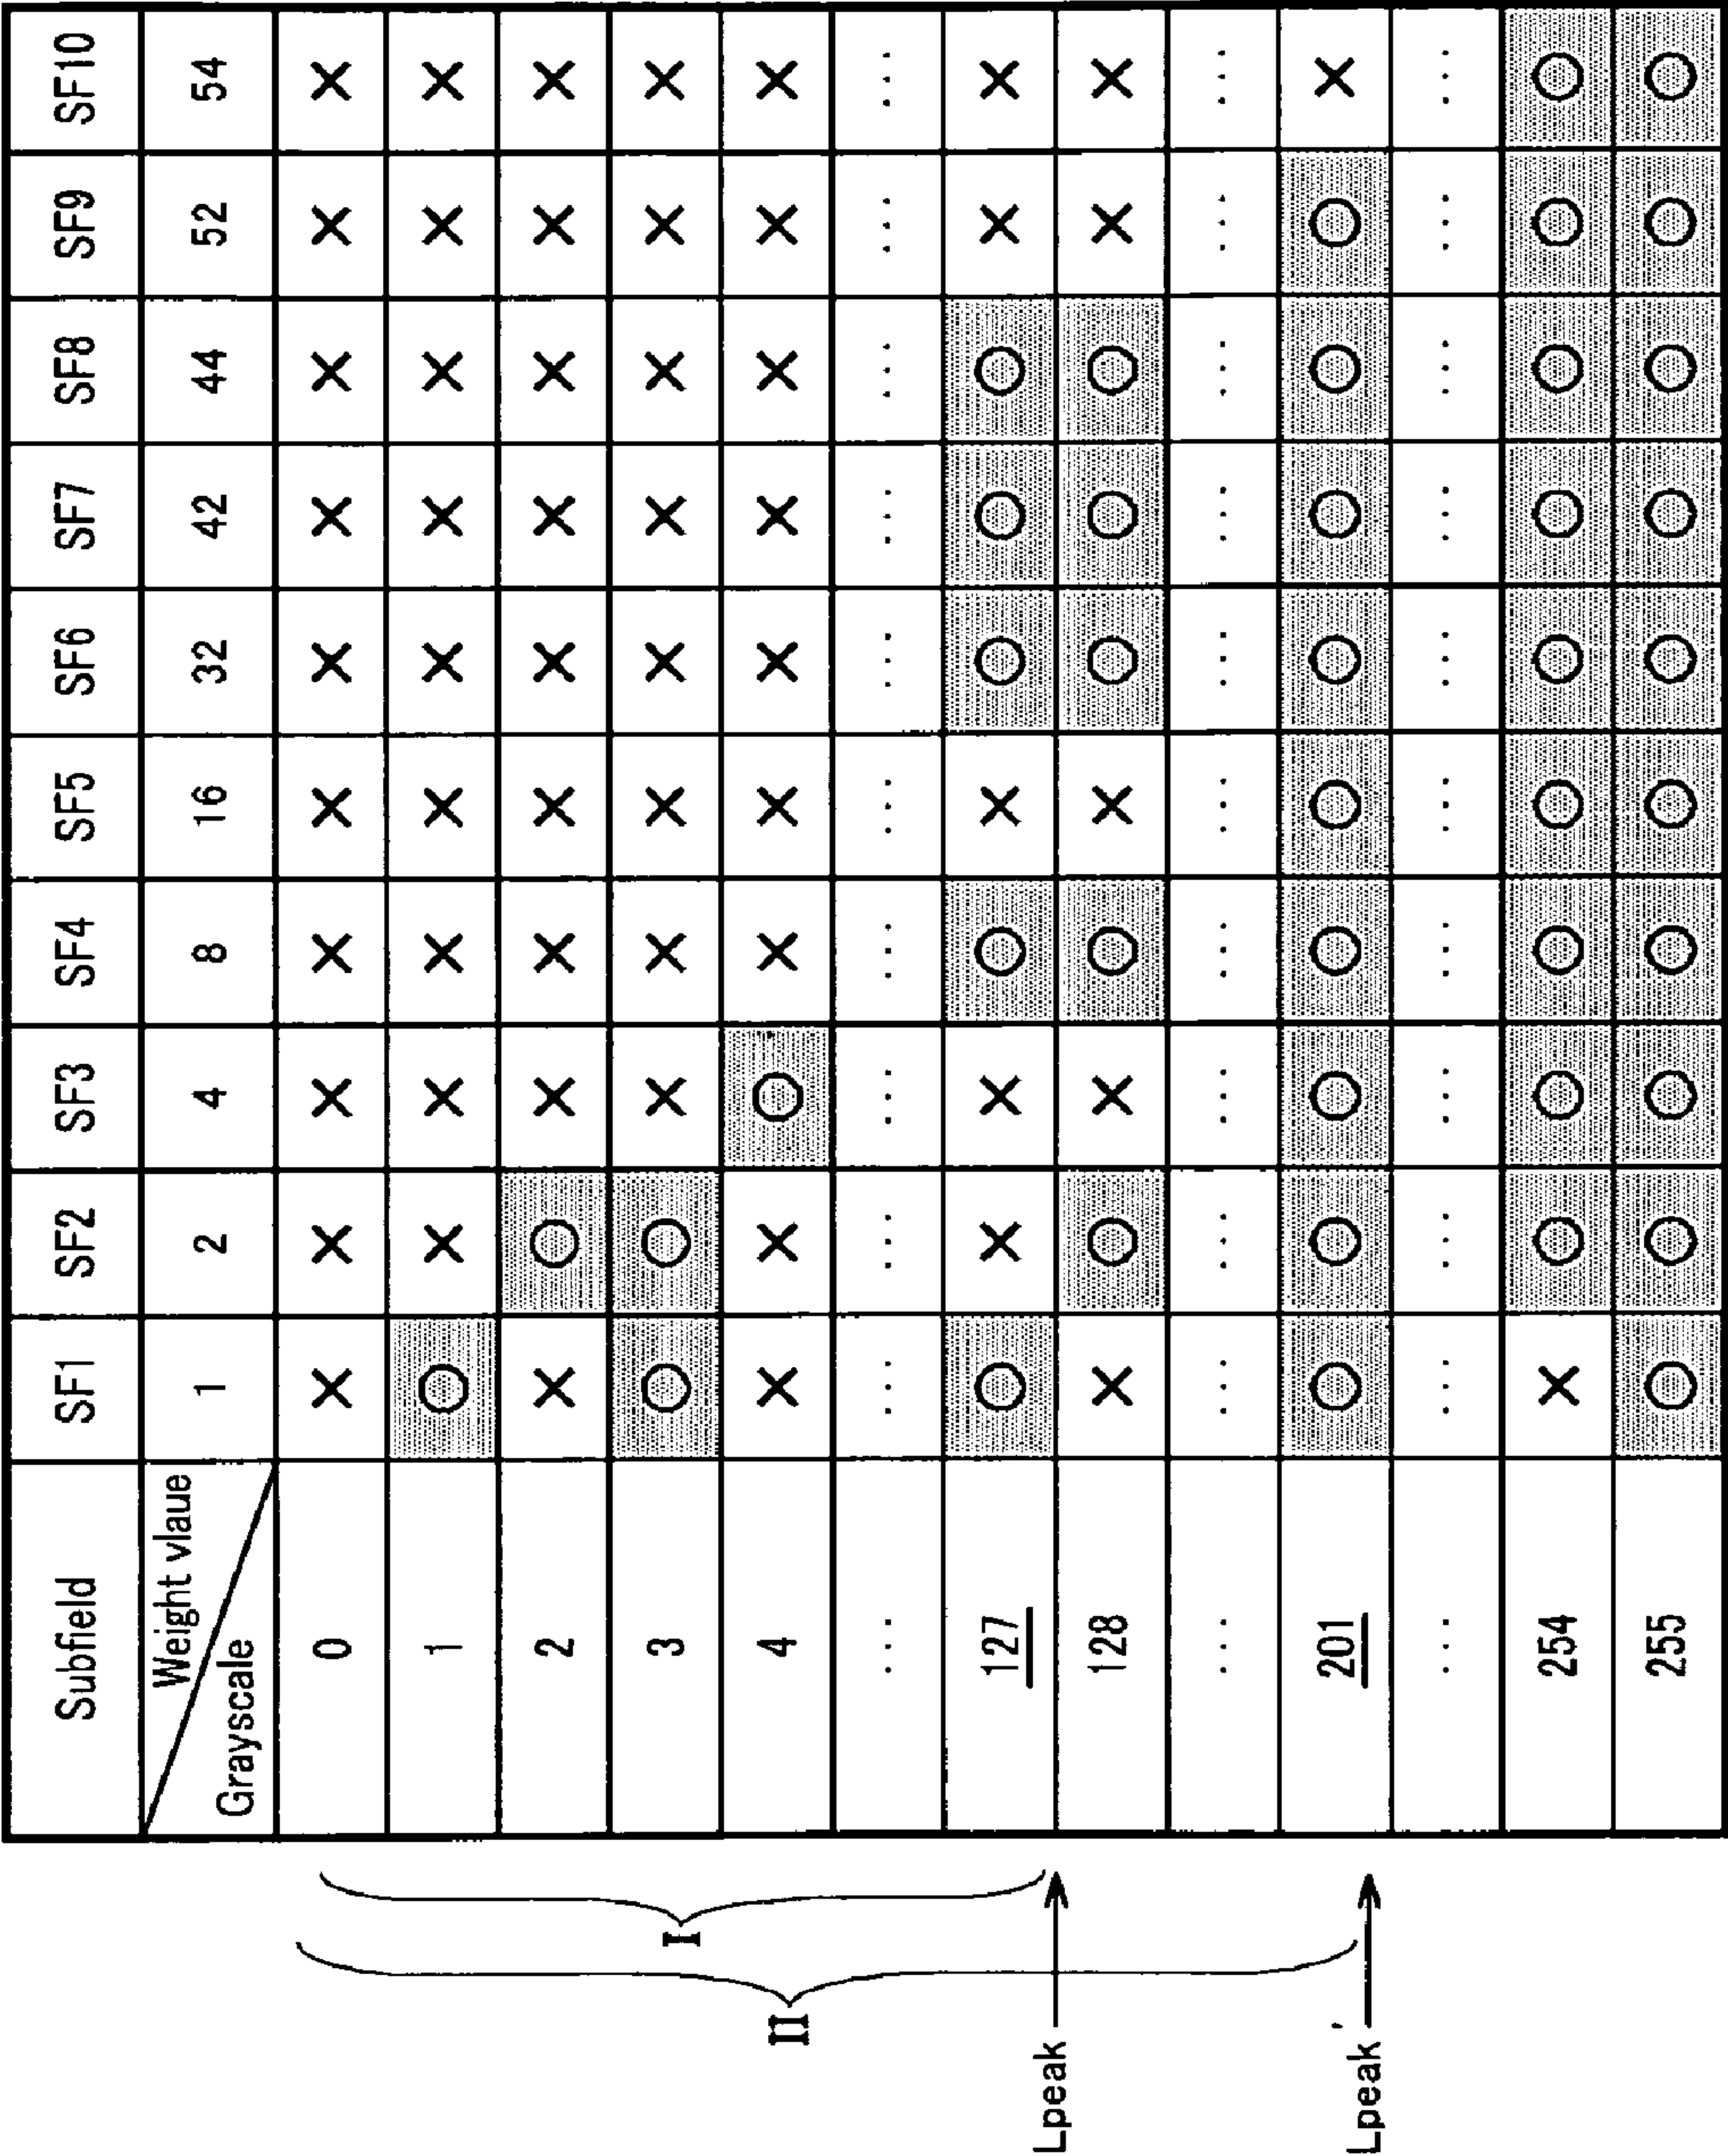 Subfield SF1 SF2 SF3 SF4 SF5 SF6 SF7 SF8 SF9 SF10
Weight vlaue 1 2 4 8 16 32 42 44 52 54
Grayscale
0 × × × × × × × × × ×
1 ○ × × × × × × × × ×
2 × ○ × × × × × × × ×
3 ○ ○ × × × × × × × ×
4 × × ○ × × × × × × ×
... ... ... ... ... ... ... ... ... ... ...
127 ○ × × ○ × ○ ○ ○ × ×
128 × ○ × ○ × ○ ○ ○ × ×
... ... ... ... ... ... ... ... ... ... ...
201 ○ ○ ○ ○ ○ ○ ○ ○ ○ ×
... ... ... ... ... ... ... ... ... ... ...
254 × ○ ○ ○ ○ ○ ○ ○ ○ ○
255 ○ ○ ○ ○ ○ ○ ○ ○ ○ ○
I
II
Lpeak
Lpeak'